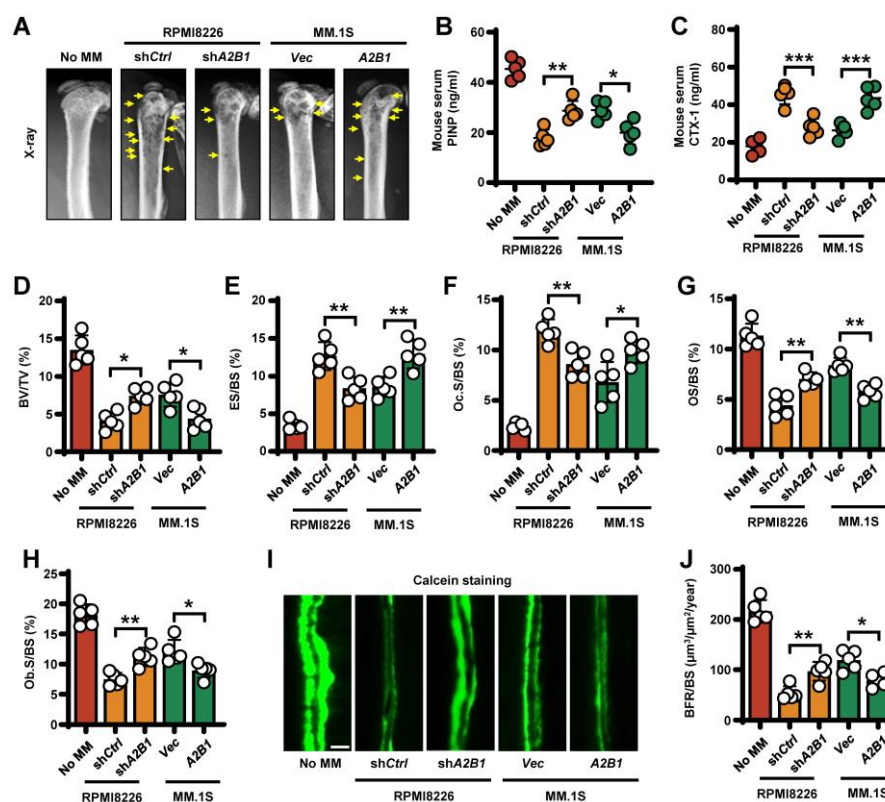 A
RPMI8226 MM.1S
No MM shCtrl shA2B1 Vec A2B1
X-ray
B
Mouse serum
PINP (ng/ml)
60
40
20
0
** *
No MM shCtrl shA2B1 Vec A2B1
RPMI8226 MM.1S
C
Mouse serum
CTX-1 (ng/ml)
80
60
40
20
0
*** ***
No MM shCtrl shA2B1 Vec A2B1
RPMI8226 MM.1S
D
BV/TV (%)
20
15
10
5
0
* *
No MM shCtrl shA2B1 Vec A2B1
RPMI8226 MM.1S
E
ES/BS (%)
20
15
10
5
0
** **
No MM shCtrl shA2B1 Vec A2B1
RPMI8226 MM.1S
F
Oc.S/BS (%)
15
10
5
0
** *
No MM shCtrl shA2B1 Vec A2B1
RPMI8226 MM.1S
G
OS/BS (%)
15
10
5
0
** **
No MM shCtrl shA2B1 Vec A2B1
RPMI8226 MM.1S
H
Ob.S/BS (%)
25
20
15
10
5
0
** *
No MM shCtrl shA2B1 Vec A2B1
RPMI8226 MM.1S
I
Calcein staining
No MM shCtrl shA2B1 Vec A2B1
RPMI8226 MM.1S
J
BFR/BS (μm³/μm²/year)
300
200
100
0
** *
No MM shCtrl shA2B1 Vec A2B1
RPMI8226 MM.1S